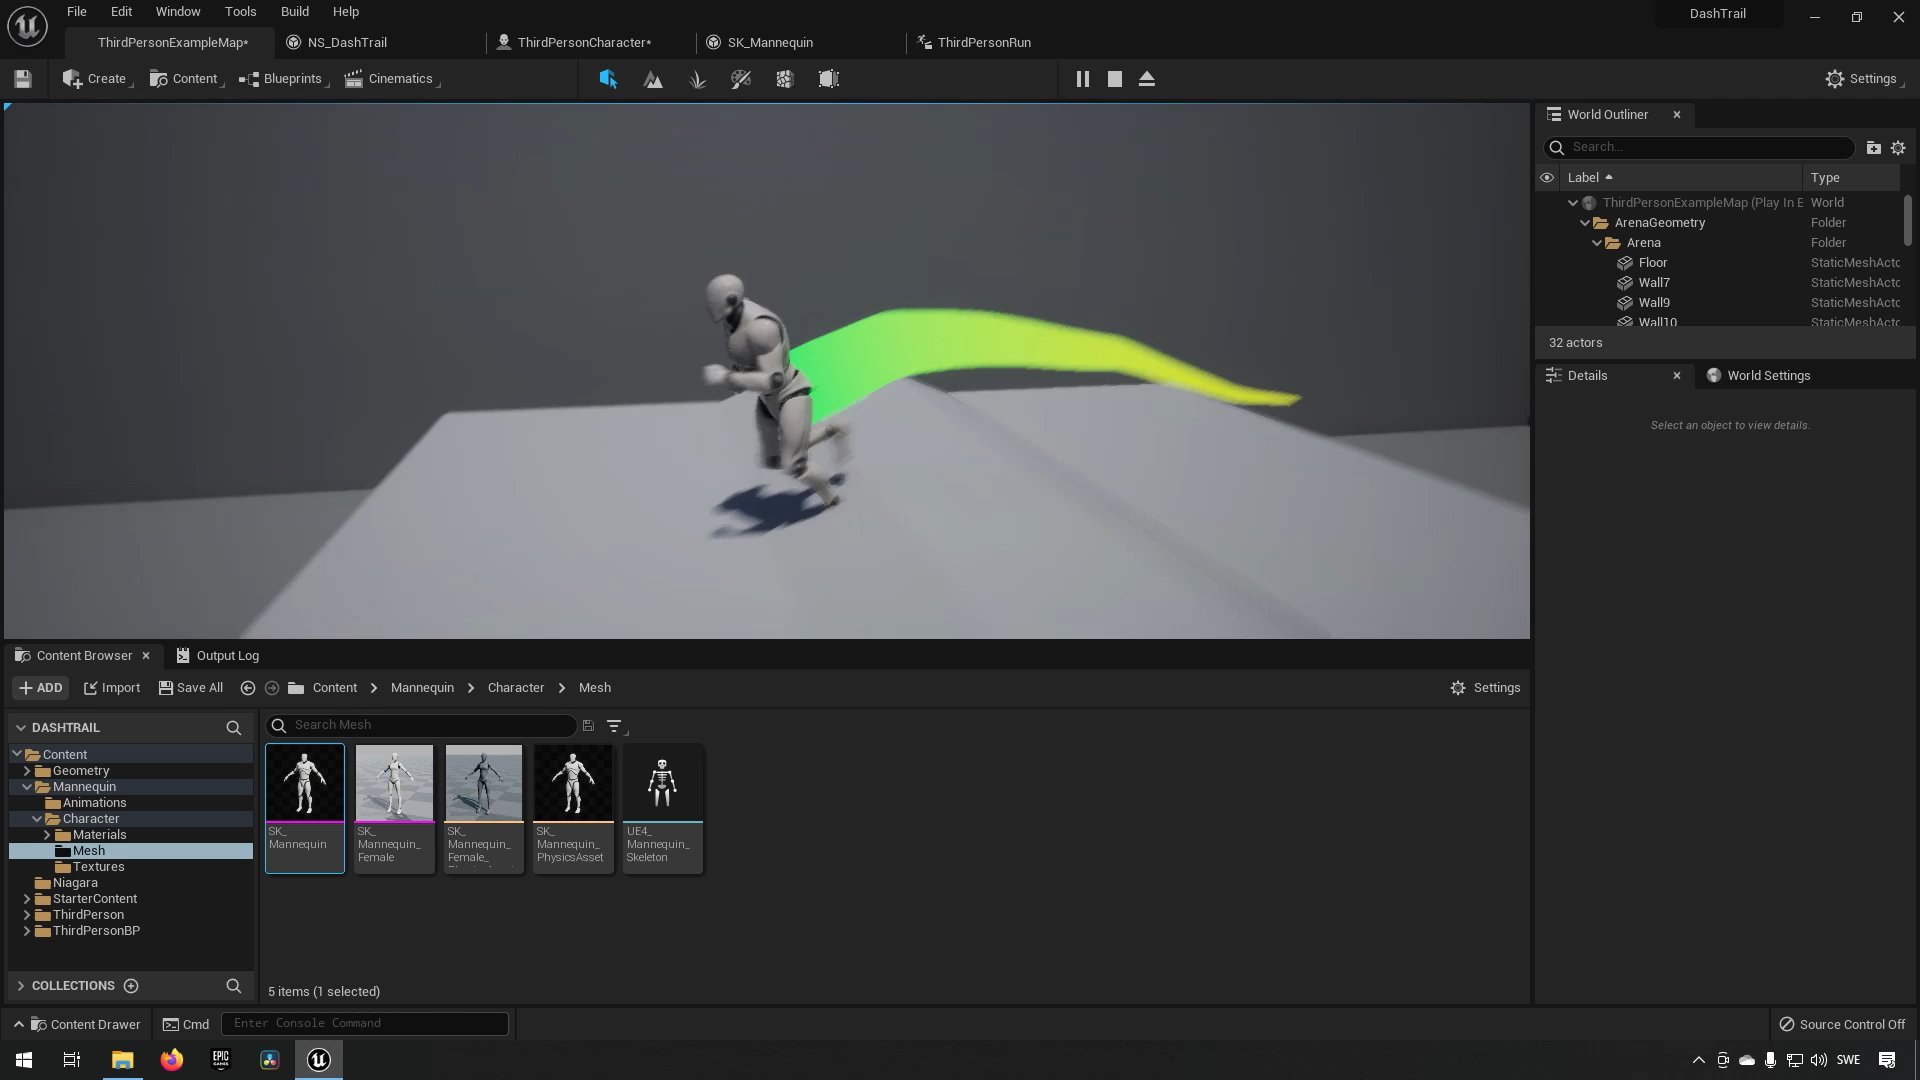 File Edit Window Tools Build Help
DashTrail
ThirdPersonExampleMap*
NS_DashTrail
ThirdPersonCharacter*
SK_Mannequin
ThirdPersonRun
Create
Content
Blueprints
Cinematics
Settings
World Outliner
Search...
Label
Type
ThirdPersonExampleMap (Play In E World
ArenaGeometry Folder
Arena Folder
Floor StaticMeshActo
Wall7 StaticMeshActo
Wall9 StaticMeshActo
Wall10 StaticMeshActo
32 actors
Details
World Settings
Select an object to view details.
Content Browser
Output Log
ADD
Import
Save All
Content
Mannequin
Character
Mesh
Settings
DASHTRAIL
Search Mesh
Content
Geometry
Mannequin
Animations
Character
Materials
Mesh
Textures
Niagara
StarterContent
ThirdPerson
ThirdPersonBP
SK_
Mannequin
SK_
Mannequin_
Female
SK_
Mannequin_
Female_
SK_
Mannequin_
PhysicsAsset
UE4_
Mannequin_
Skeleton
COLLECTIONS
5 items (1 selected)
Content Drawer
Cmd
Enter Console Command
Source Control Off
EPIC
GAMES
SWE